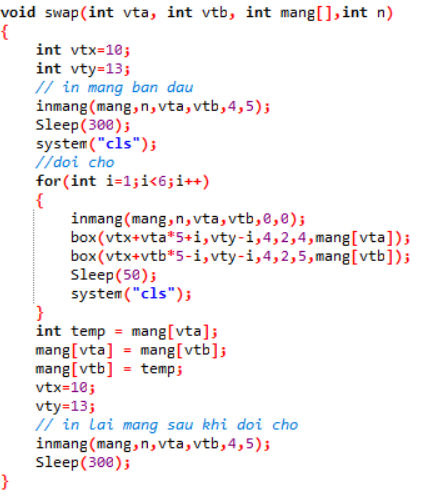 void swap(int vta, int vtb, int mang[],int n)
{
    int vtx=10;
    int vty=13;
    // in mang ban dau
    inmang(mang,n,vta,vtb,4,5);
    Sleep(300);
    system("cls");
    //doi cho
    for(int i=1;i<6;i++)
    {
        inmang(mang,n,vta,vtb,0,0);
        box(vtx+vta*5+i,vty-i,4,2,4,mang[vta]);
        box(vtx+vtb*5-i,vty-i,4,2,5,mang[vtb]);
        Sleep(50);
        system("cls");
    }
    int temp = mang[vta];
    mang[vta] = mang[vtb];
    mang[vtb] = temp;
    vtx=10;
    vty=13;
    // in lai mang sau khi doi cho
    inmang(mang,n,vta,vtb,4,5);
    Sleep(300);
}